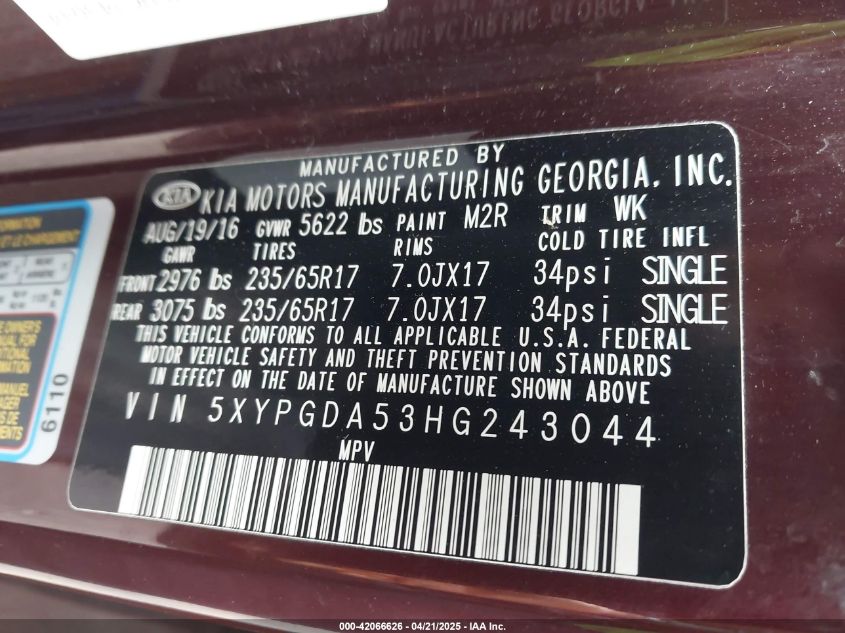 MANUFACTURED BY
KIA KIA MOTORS MANUFACTURING GEORGIA, INC.
AUG/19/16 GVWR 5622 lbs PAINT M2R TRIM WK
GAWR TIRES RIMS COLD TIRE INFL
FRONT 2976 lbs 235/65R17 7.0JX17 34psi SINGLE
REAR 3075 lbs 235/65R17 7.0JX17 34psi SINGLE
THIS VEHICLE CONFORMS TO ALL APPLICABLE U.S.A. FEDERAL
MOTOR VEHICLE SAFETY AND THEFT PREVENTION STANDARDS
IN EFFECT ON THE DATE OF MANUFACTURE SHOWN ABOVE
VIN 5XYPGDA53HG243044
MPV
6110
000-42066626 - 04/21/2025 - IAA Inc.